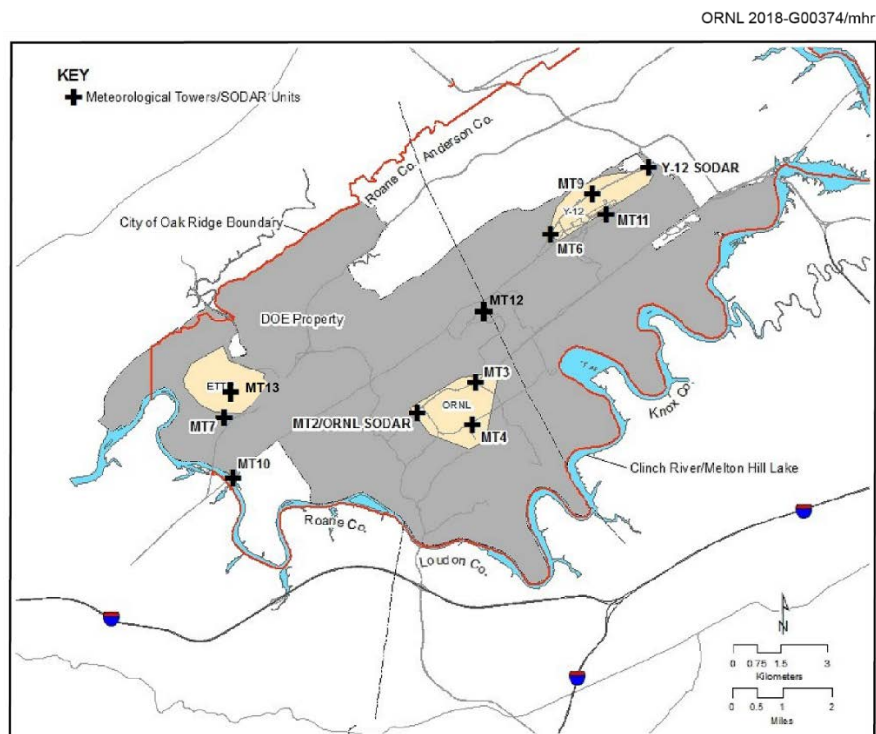 ORNL 2018-G00374/mhr
KEY
Meteorological Towers/SODAR Units
Roane Co. Anderson Co.
City of Oak Ridge Boundary
Y-12 SODAR
MT9
Y-12
MT11
MT6
MT12
DOE Property
MT3
ETT
MT13
ORNL
MT2/ORNL SODAR
MT7
MT4
Knox Co.
MT10
Clinch River/Melton Hill Lake
Roane Co.
Loudon Co.
N
0 0.75 1.5 3
Kilometers
0 0.5 1 2
Miles